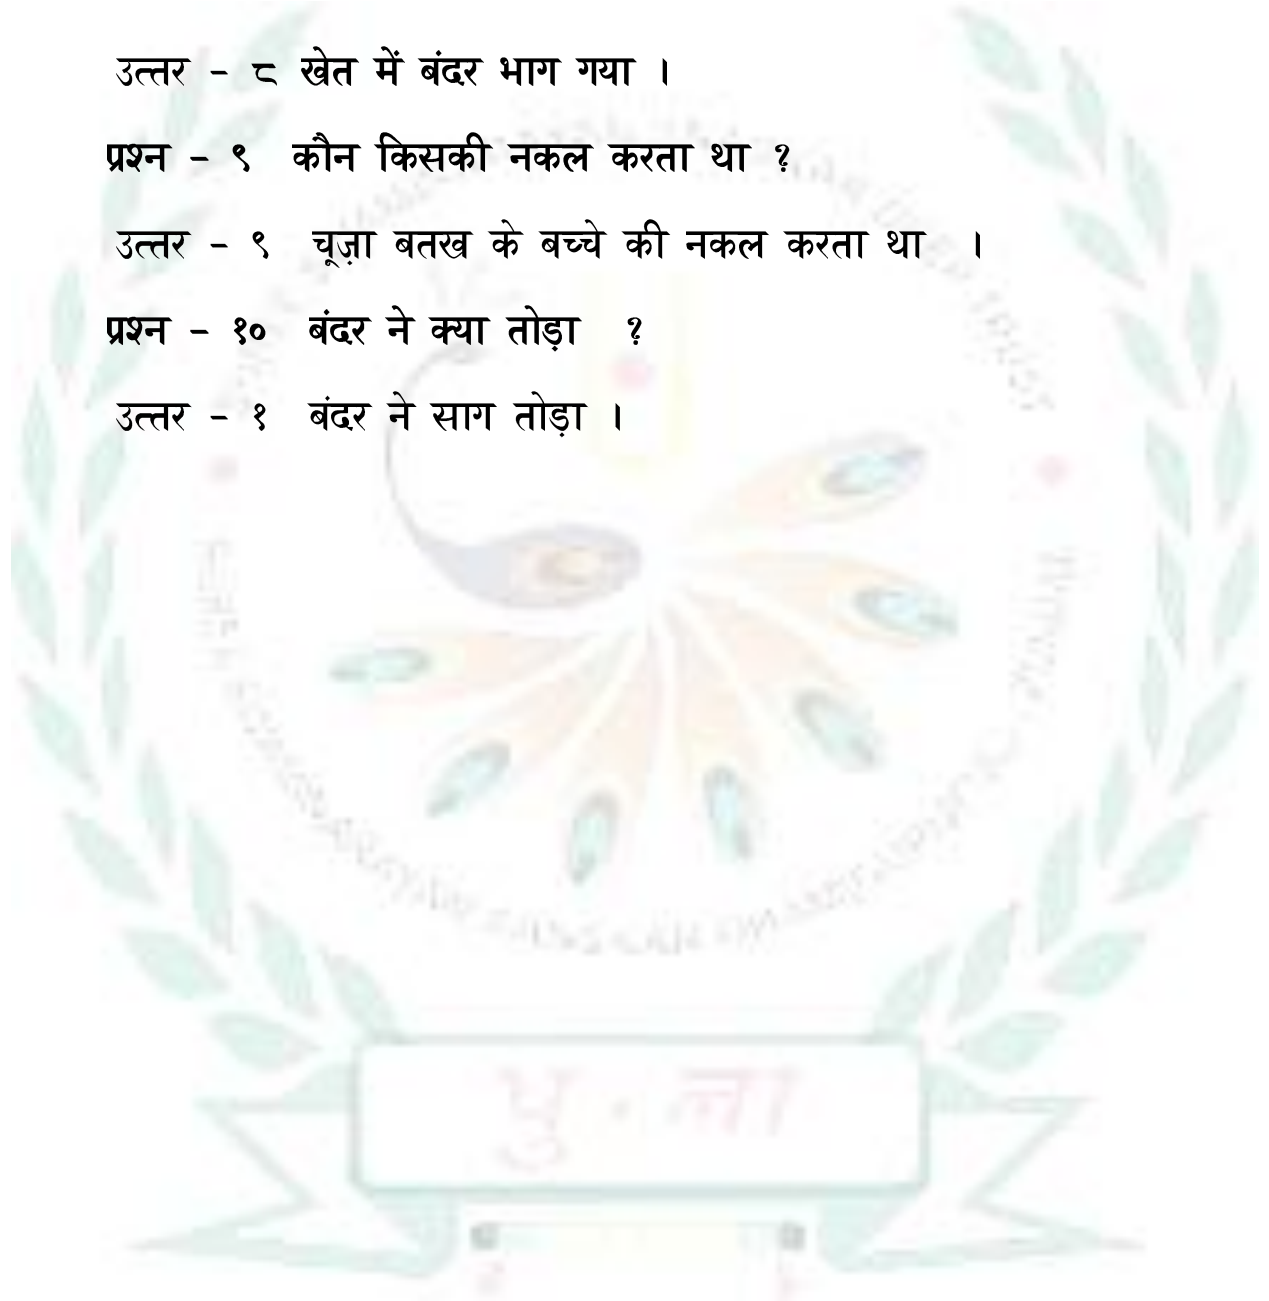 उत्तर - ८ खेत में बंदर भाग गया ।
प्रश्न - ९ कौन किसकी नकल करता था ?
उत्तर - ९ चूज़ा बतख के बच्चे की नकल करता था ।
प्रश्न - १० बंदर ने क्या तोड़ा ?
उत्तर - १ बंदर ने साग तोड़ा ।